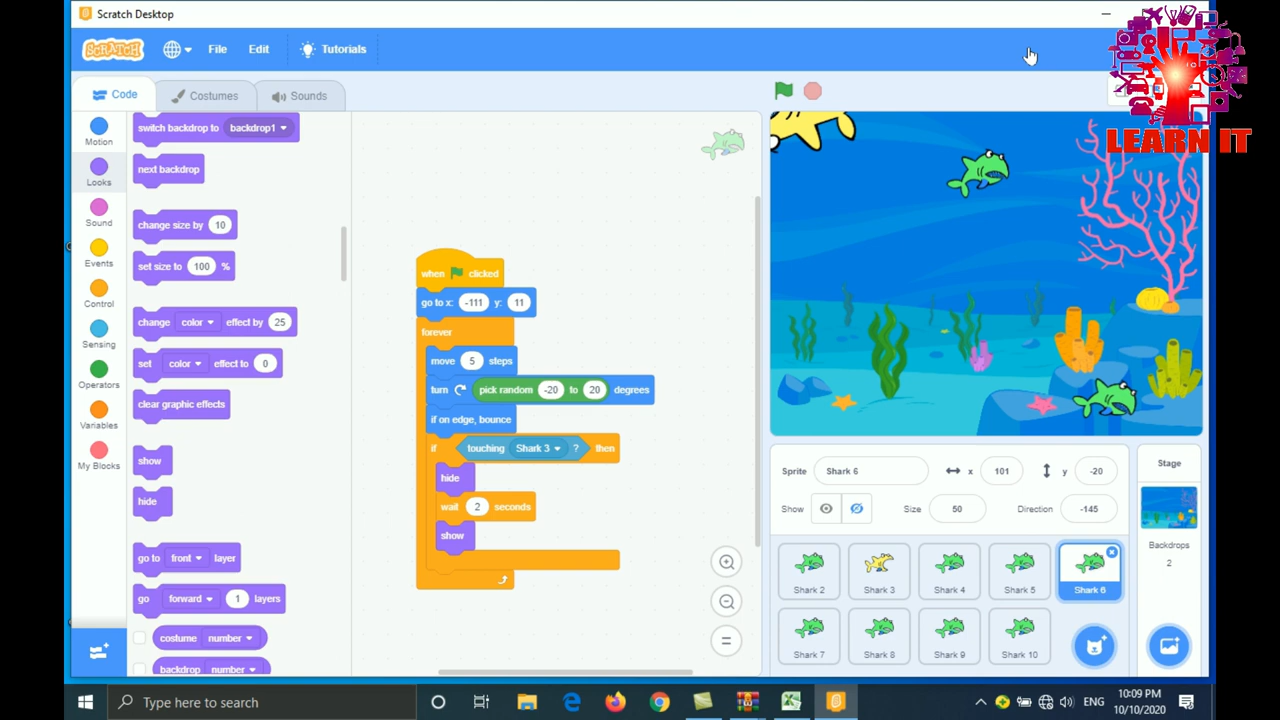 Scratch Desktop
SCRATCH
File
Edit
Tutorials
LEARN IT
Code
Costumes
Sounds
Motion
Looks
Sound
Events
Control
Sensing
Operators
Variables
My Blocks
switch backdrop to backdrop1
next backdrop
change size by 10
set size to 100 %
change color effect by 25
set color effect to 0
clear graphic effects
show
hide
go to front layer
go forward 1 layers
costume number
backdrop number
when clicked
go to x: -111 y: 11
forever
move 5 steps
turn pick random -20 to 20 degrees
if on edge, bounce
if touching Shark 3 ? then
hide
wait 2 seconds
show
Sprite Shark 6 x 101 y -20
Show Size 50 Direction -145
Shark 2
Shark 3
Shark 4
Shark 5
Shark 6
Shark 7
Shark 8
Shark 9
Shark 10
Stage
Backdrops
2
Type here to search
ENG
10:09 PM
10/10/2020